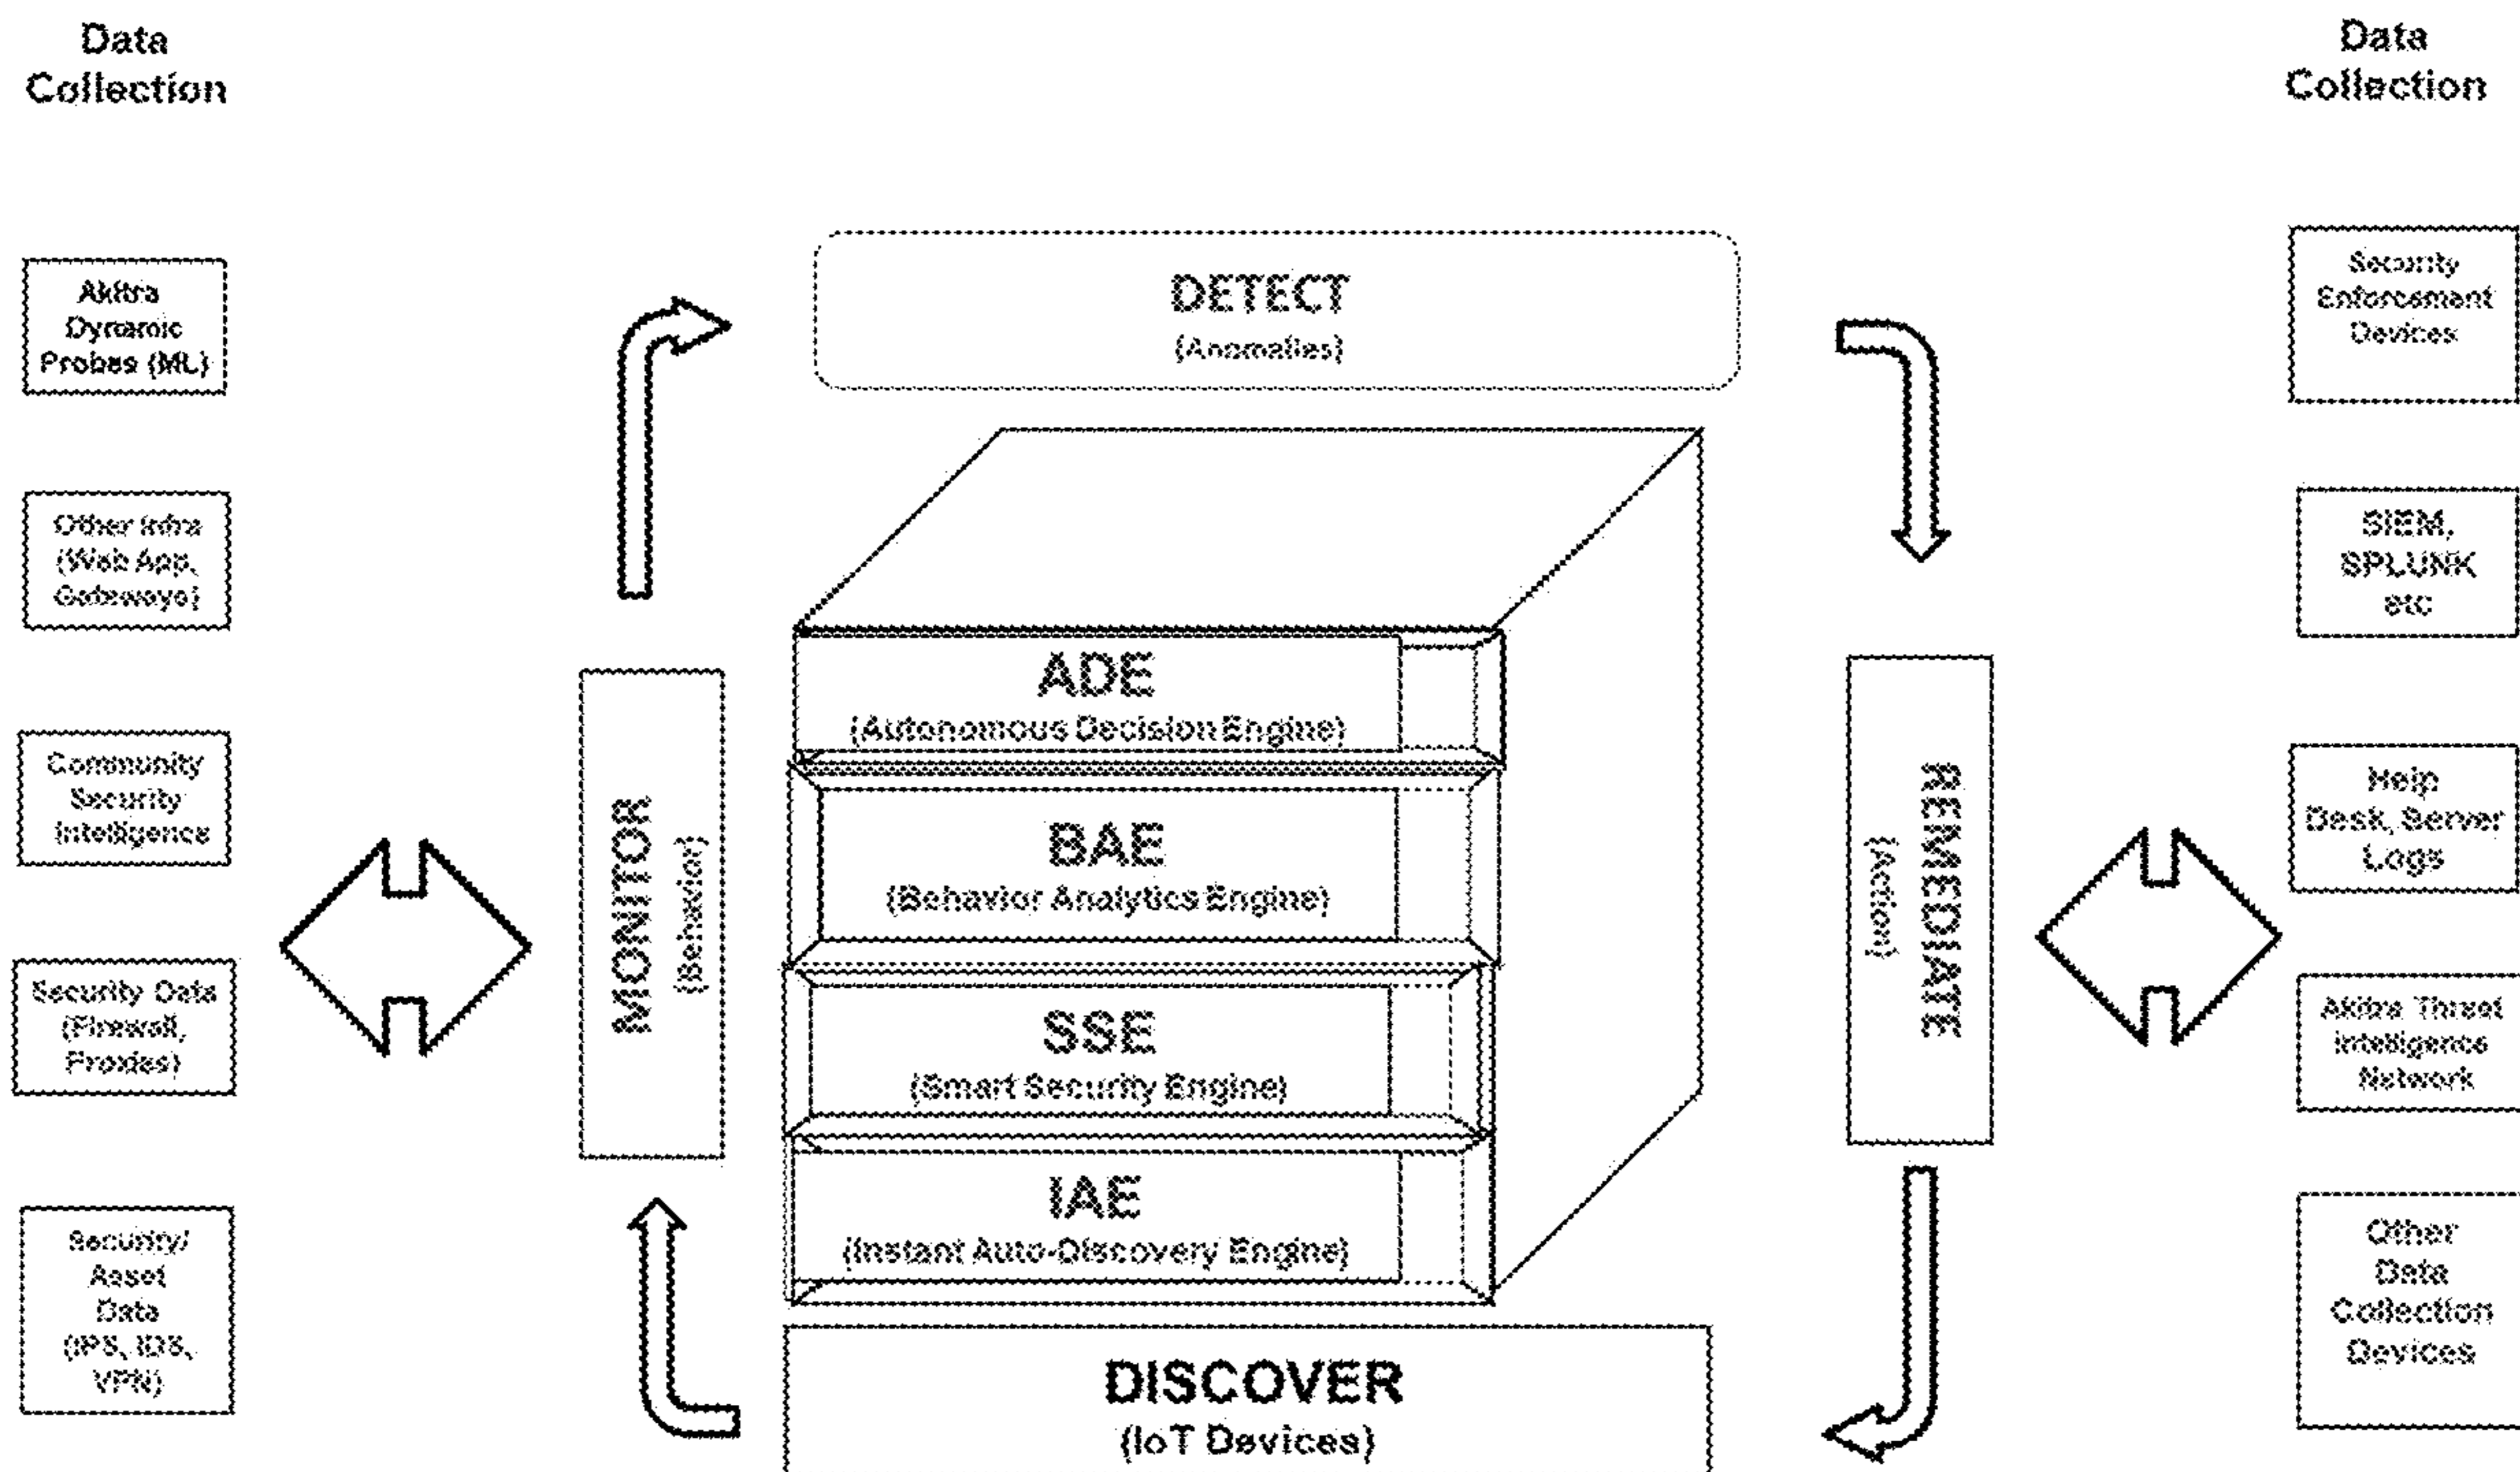 Data
Collection
Akitra
Dynamic
Probes (ML)
Other Infra
(Web App,
Gateways)
Community
Security
Intelligence
Security Data
(Firewall,
Proxies)
Security/
Asset
Data
(IPS, IDS,
VPN)
MONITOR
(Behavior)
DETECT
(Anomalies)
ADE
(Autonomous Decision Engine)
BAE
(Behavior Analytics Engine)
SSE
(Smart Security Engine)
IAE
(Instant Auto-Discovery Engine)
DISCOVER
(IoT Devices)
REMEDIATE
(Action)
Data
Collection
Security
Enforcement
Devices
SIEM,
SPLUNK
etc
Help
Desk, Server
Logs
Akitra Threat
Intelligence
Network
Other
Data
Collection
Devices